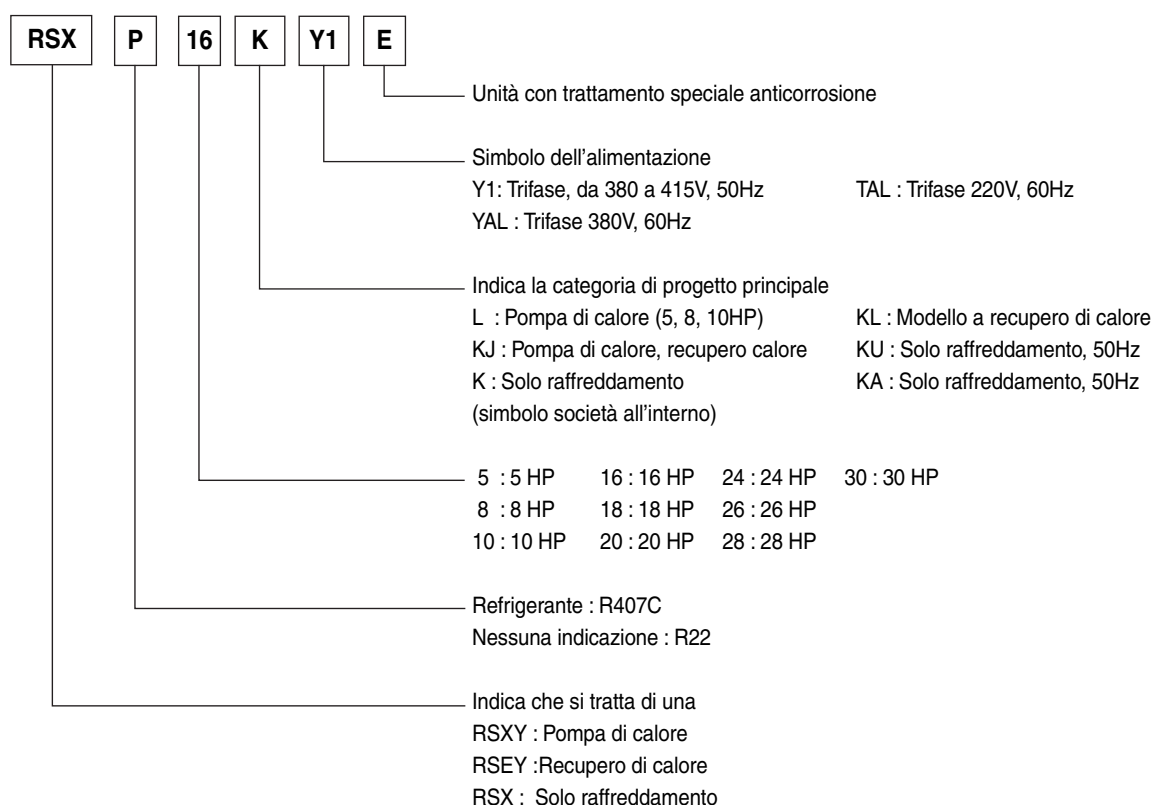 RSX P 16 K Y1 E
Unità con trattamento speciale anticorrosione
Simbolo dell'alimentazione
Y1: Trifase, da 380 a 415V, 50Hz TAL : Trifase 220V, 60Hz
YAL : Trifase 380V, 60Hz
Indica la categoria di progetto principale
L : Pompa di calore (5, 8, 10HP) KL : Modello a recupero di calore
KJ : Pompa di calore, recupero calore KU : Solo raffreddamento, 50Hz
K : Solo raffreddamento KA : Solo raffreddamento, 50Hz
(simbolo società all'interno)
5 : 5 HP 16 : 16 HP 24 : 24 HP 30 : 30 HP
8 : 8 HP 18 : 18 HP 26 : 26 HP
10 : 10 HP 20 : 20 HP 28 : 28 HP
Refrigerante : R407C
Nessuna indicazione : R22
Indica che si tratta di una
RSXY : Pompa di calore
RSEY :Recupero di calore
RSX : Solo raffreddamento